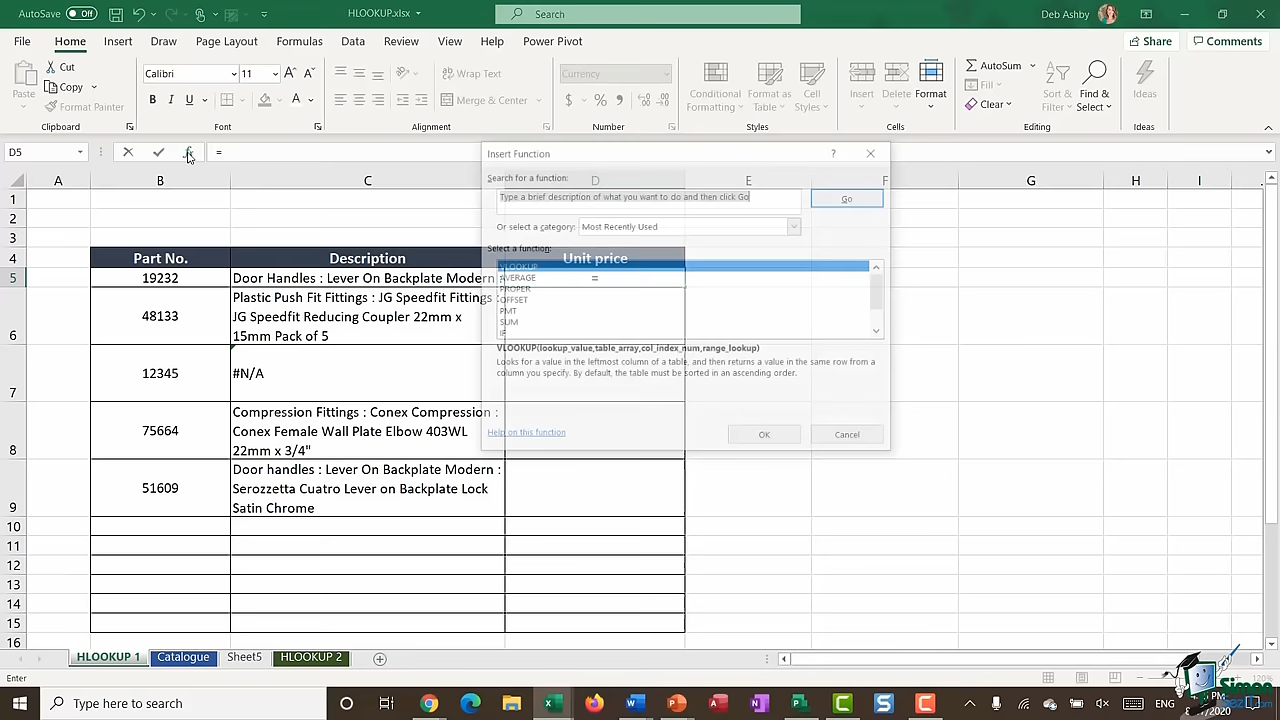 AutoSave Off
HLOOKUP.xlsx
Search
Deb Ashby
File Home Insert Draw Page Layout Formulas Data Review View Help Power Pivot
Share Comments
Paste
Cut
Copy
Format Painter
Clipboard
Calibri 11
B I U
Font
Wrap Text
Merge & Center
Alignment
Currency
$ %
Number
Conditional Formatting
Format as Table
Cell Styles
Styles
Insert Delete Format
Cells
AutoSum
Fill
Clear
Sort & Filter
Find & Select
Editing
Ideas
Ideas
D5
=
Insert Function
?
Search for a function:
Type a brief description of what you want to do and then click Go
Go
Or select a category: Most Recently Used
Select a function:
VLOOKUP
AVERAGE
PROPER
OFFSET
PMT
SUM
IF
VLOOKUP(lookup_value,table_array,col_index_num,range_lookup)
Looks for a value in the leftmost column of a table, and then returns a value in the same row from a
column you specify. By default, the table must be sorted in an ascending order.
Help on this function
OK Cancel
A B C D E F G H I
1
2
3
4 Part No. Description Unit price
5 19232 Door Handles : Lever On Backplate Modern : =
6 48133 Plastic Push Fit Fittings : JG Speedfit Fittings :
JG Speedfit Reducing Coupler 22mm x
15mm Pack of 5
7 12345 #N/A
8 75664 Compression Fittings : Conex Compression :
Conex Female Wall Plate Elbow 403WL
22mm x 3/4"
9 51609 Door handles : Lever On Backplate Modern :
Serozzetta Cuatro Lever on Backplate Lock
Satin Chrome
10
11
12
13
14
15
16
HLOOKUP 1 Catalogue Sheet5 HLOOKUP 2
Enter
120%
Type here to search